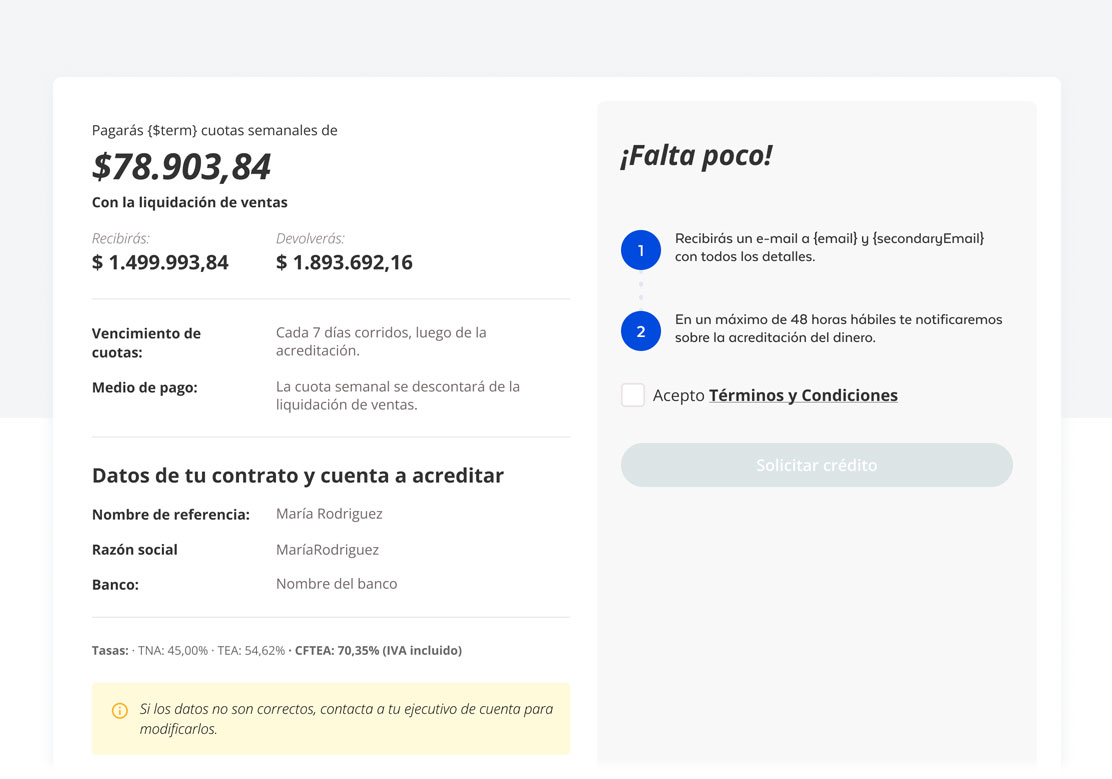 Pagarás {$term} cuotas semanales de
$78.903,84
Con la liquidación de ventas
Recibirás: Devolverás:
$ 1.499.993,84 $ 1.893.692,16
Vencimiento de
cuotas:
Cada 7 días corridos, luego de la
acreditación.
Medio de pago:
La cuota semanal se descontará de la
liquidación de ventas.
Datos de tu contrato y cuenta a acreditar
Nombre de referencia: María Rodriguez
Razón social MaríaRodriguez
Banco: Nombre del banco
Tasas: · TNA: 45,00% · TEA: 54,62% · CFTEA: 70,35% (IVA incluido)
Si los datos no son correctos, contacta a tu ejecutivo de cuenta para
modificarlos.
¡Falta poco!
1
Recibirás un e-mail a {email} y {secondaryEmail}
con todos los detalles.
2
En un máximo de 48 horas hábiles te notificaremos
sobre la acreditación del dinero.
Acepto Términos y Condiciones
Solicitar crédito